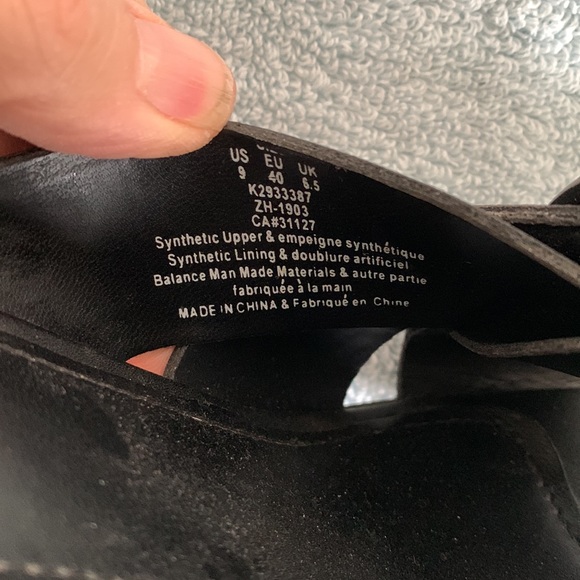 US EU UK
9 40 6.5
K2933387
ZH-1903
CA#31127
Synthetic Upper & empeigne synthétique
Synthetic Lining & doublure artificiel
Balance Man Made Materials & autre partie
fabriquée à la main
MADE IN CHINA & Fabriqué en Chine